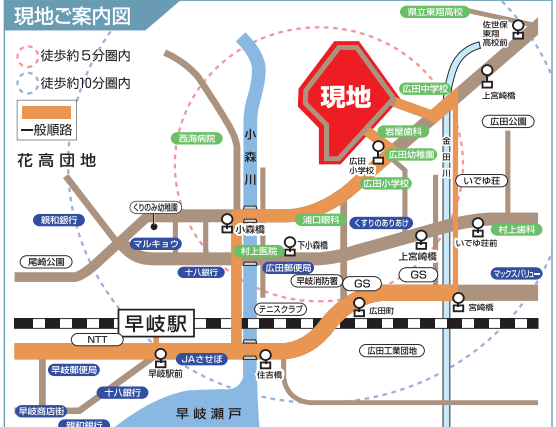 現地ご案内図
県立東翔高校
佐世保
東翔
高校前
徒歩約5分圏内
徒歩約10分圏内
一般順路
現地
広田中学校
上宮崎橋
広田公園
花高団地
西海病院
小森川
岩屋歯科
広田
小学校
広田幼稚園
金田川
広田小学校
いでゆ荘
くりのみ幼稚園
親和銀行
小森橋
浦口眼科
くすりのありあけ
村上歯科
マルキョウ
村上医院
下小森橋
上宮崎橋
いでゆ荘前
尾崎公園
十八銀行
広田郵便局
早岐消防署
GS
GS
マックスバリュー
テニスクラブ
広田町
宮崎橋
早岐駅
NTT
広田工業団地
早岐郵便局
早岐駅前
JAさせぼ
住吉橋
十八銀行
早岐商店街
早岐瀬戸
親和銀行